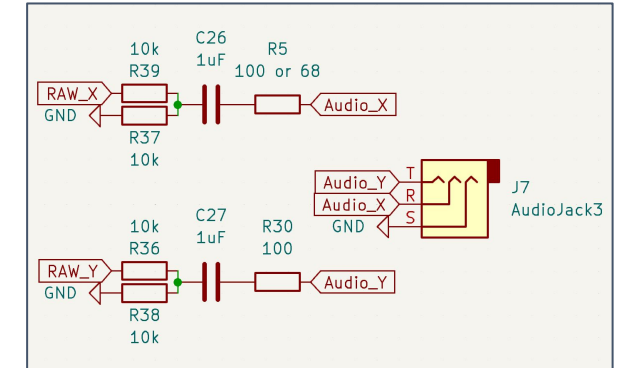 10k
R39
C26
1uF
R5
100 or 68
RAW_X
GND
Audio_X
R37
10k
Audio_Y
T
Audio_X
R
GND
S
J7
AudioJack3
10k
R36
C27
1uF
R30
100
RAW_Y
GND
Audio_Y
R38
10k